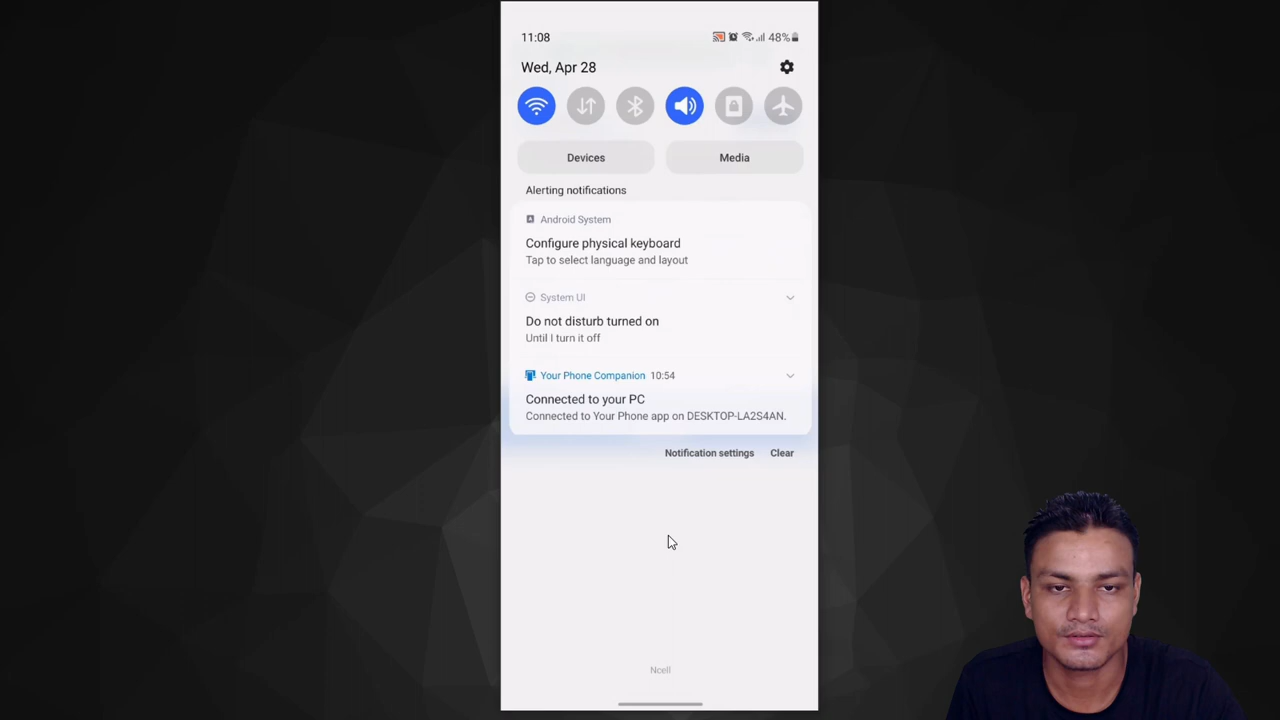 11:08
48%
Wed, Apr 28
Devices
Media
Alerting notifications
Android System
Configure physical keyboard
Tap to select language and layout
System UI
Do not disturb turned on
Until I turn it off
Your Phone Companion 10:54
Connected to your PC
Connected to Your Phone app on DESKTOP-LA2S4AN.
Notification settings
Clear
Ncell